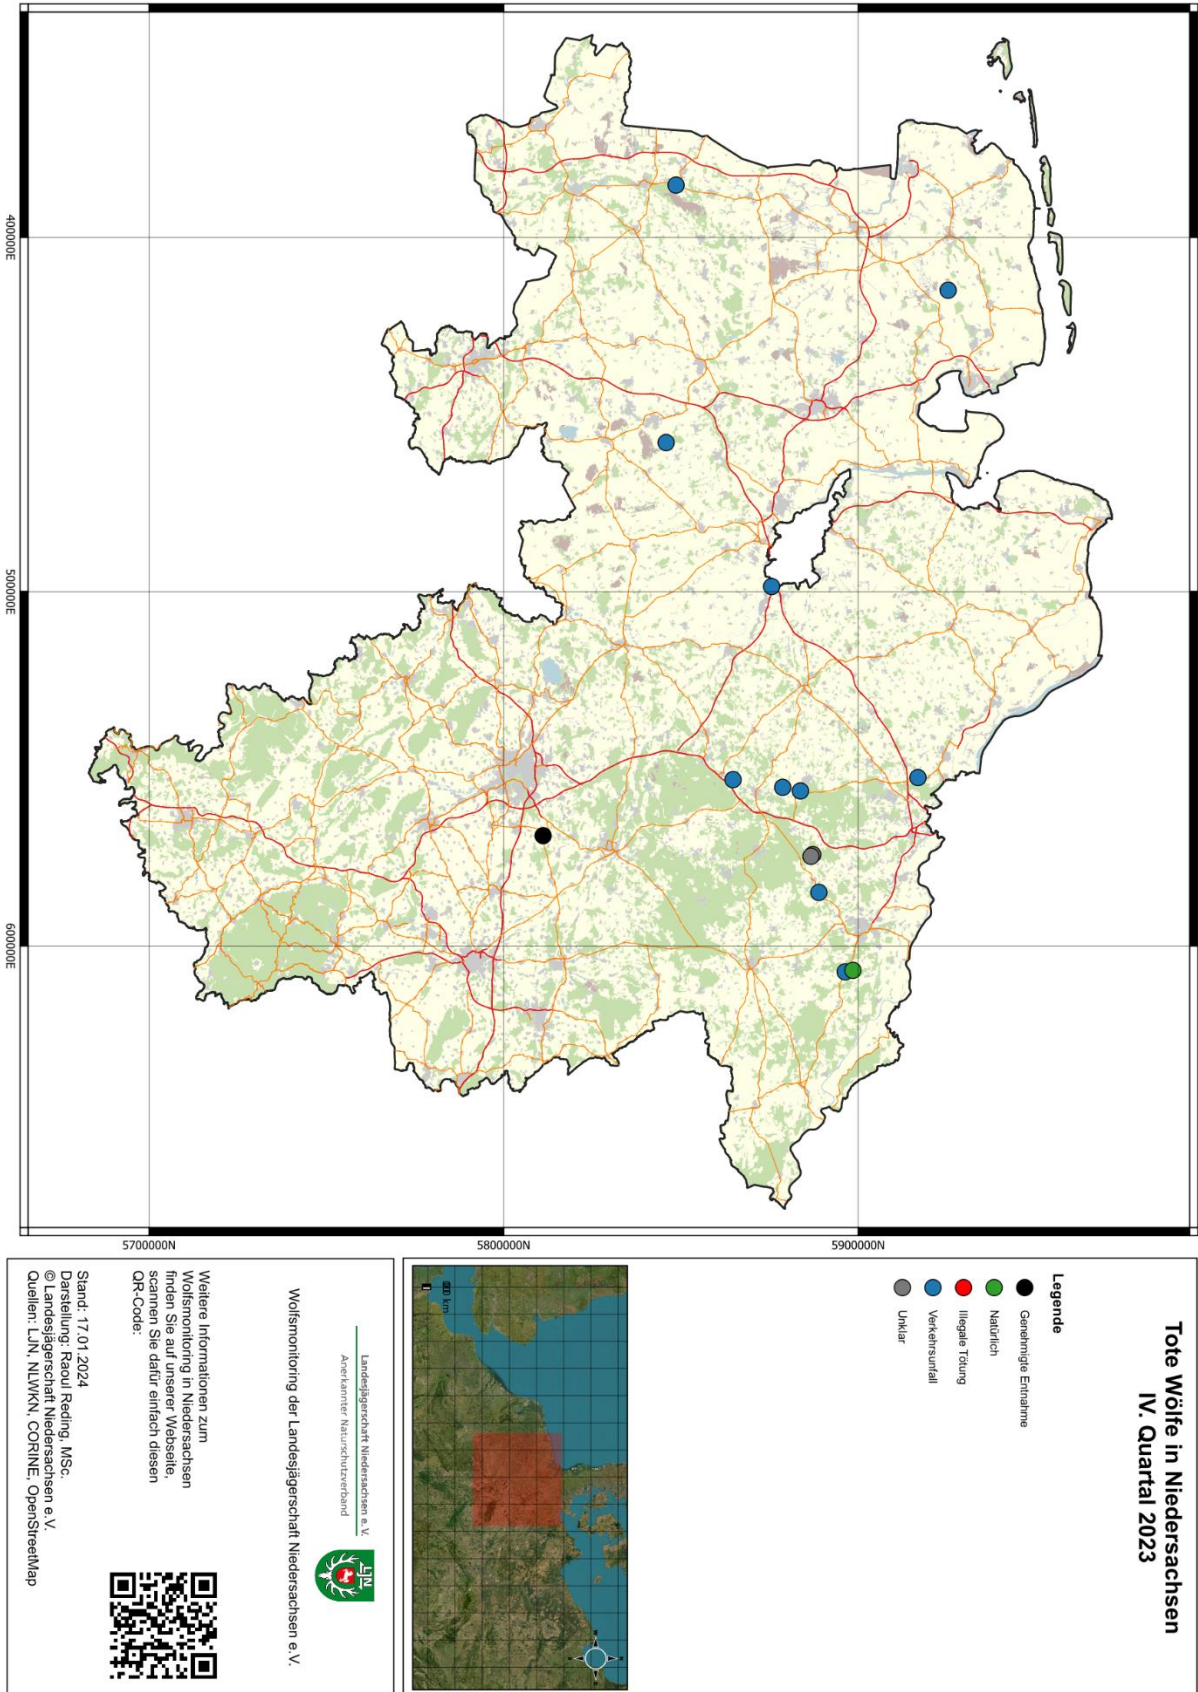 Tote Wölfe in Niedersachsen
IV. Quartal 2023
Legende
Genehmigte Entnahme
Natürlich
Illegale Tötung
Verkehrsunfall
Unklar
400000E
500000E
600000E
5700000N
5800000N
5900000N
Landesjägerschaft Niedersachsen e. V.
Anerkannter Naturschutzverband
LJN
Wolfsmonitoring der Landesjägerschaft Niedersachsen e.V.
Weitere Informationen zum
Wolfsmonitoring in Niedersachsen
finden Sie auf unserer Webseite,
scannen Sie dafür einfach diesen
QR-Code:
Stand: 17.01.2024
Darstellung: Raoul Reding, MSc.
© Landesjägerschaft Niedersachsen e.V.
Quellen: LJN, NLWKN, CORINE, OpenStreetMap